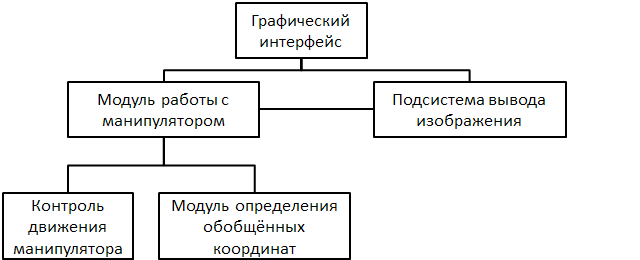 Графический
интерфейс
Модуль работы с
манипулятором
Подсистема вывода
изображения
Контроль
движения
манипулятора
Модуль определения
обобщённых
координат